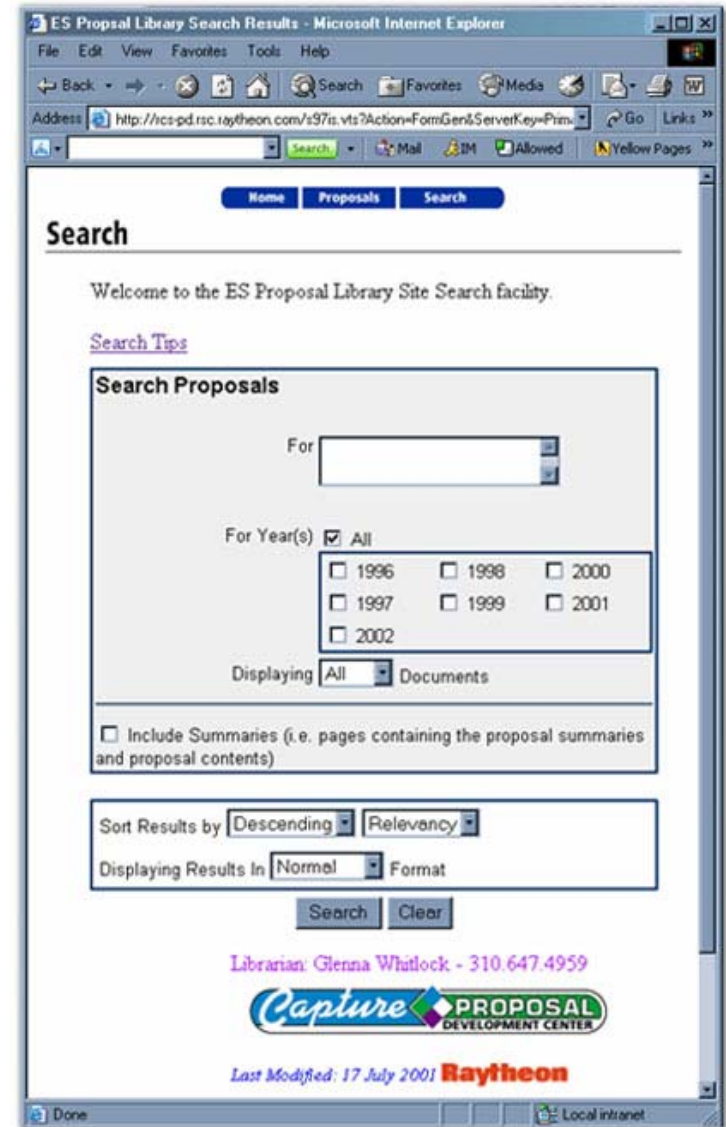 ES Propsal Library Search Results - Microsoft Internet Explorer
File Edit View Favorites Tools Help
Back Search Favorites Media
Address http://rcs-pd.rsc.raytheon.com/s97is.vts?Action=FormGen&ServerKey=Prima Go Links »
Search Mail IM Allowed Yellow Pages »
Home Proposals Search
Search
Welcome to the ES Proposal Library Site Search facility.
Search Tips
Search Proposals
For
For Year(s) All
1996 1998 2000
1997 1999 2001
2002
Displaying All Documents
Include Summaries (i.e. pages containing the proposal summaries
and proposal contents)
Sort Results by Descending Relevancy
Displaying Results In Normal Format
Search Clear
Librarian: Glenna Whitlock - 310.647.4959
Capture PROPOSAL
DEVELOPMENT CENTER
Last Modified: 17 July 2001 Raytheon
Done Local intranet